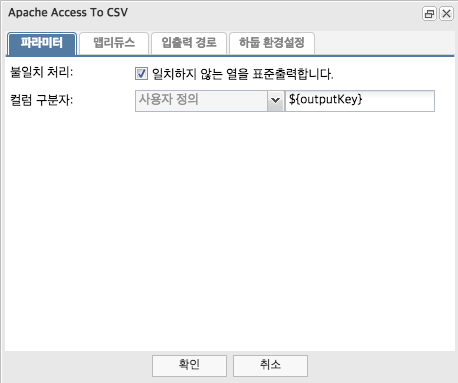 Apache Access To CSV
파라미터 맵리듀스 입출력 경로 하둡 환경설정
불일치 처리: 일치하지 않는 열을 표준출력합니다.
컬럼 구분자: 사용자 정의 ${outputKey}
확인 취소